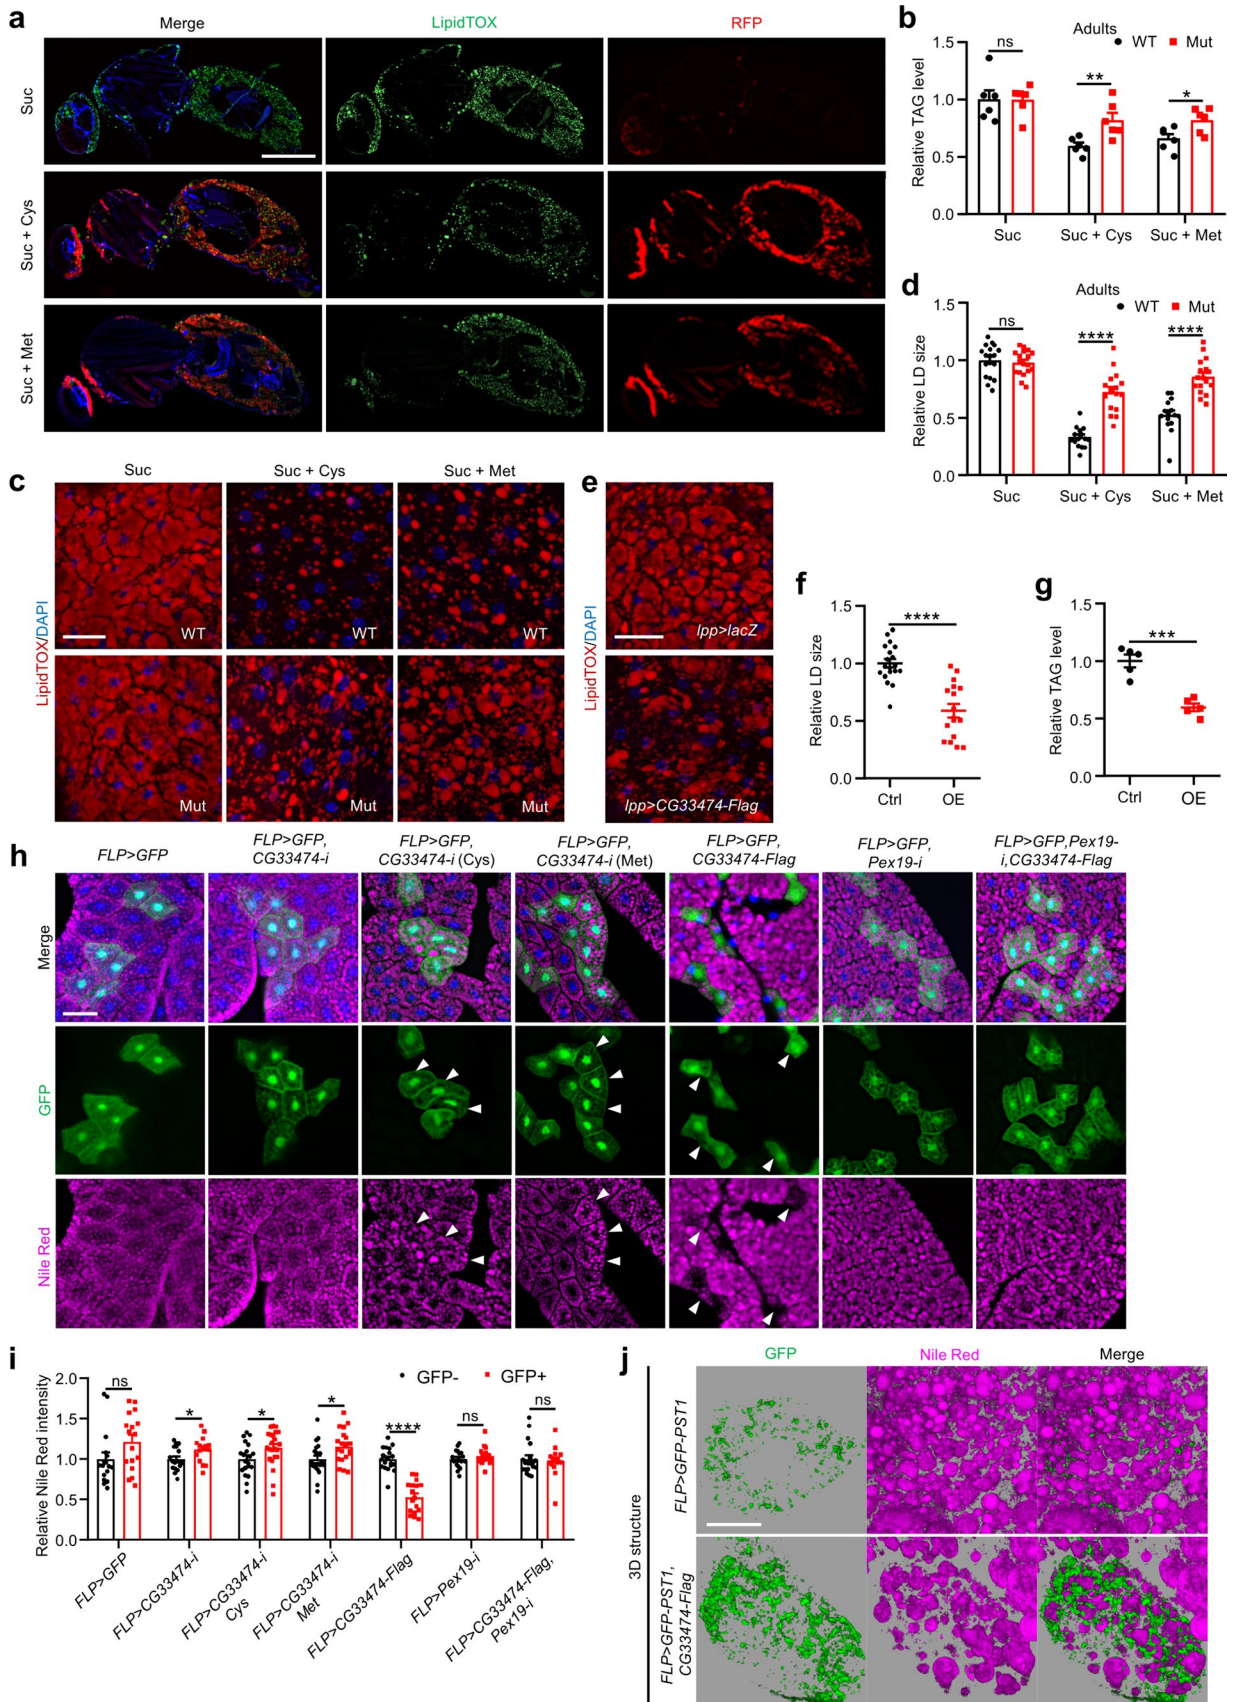 a
Merge
LipidTOX
RFP
Suc
Suc + Cys
Suc + Met
b
Adults
WT
Mut
Relative TAG level
1.5
1.0
0.5
0.0
ns
**
*
Suc
Suc + Cys
Suc + Met
d
Adults
WT
Mut
Relative LD size
1.5
1.0
0.5
0.0
ns
****
****
Suc
Suc + Cys
Suc + Met
c
Suc
Suc + Cys
Suc + Met
LipidTOX/DAPI
WT
WT
WT
Mut
Mut
Mut
e
LipidTOX/DAPI
lpp>lacZ
lpp>CG33474-Flag
f
Relative LD size
1.5
1.0
0.5
0.0
****
Ctrl
OE
g
Relative TAG level
1.5
1.0
0.5
0.0
***
Ctrl
OE
h
FLP>GFP
FLP>GFP,
CG33474-i
FLP>GFP,
CG33474-i (Cys)
FLP>GFP,
CG33474-i (Met)
FLP>GFP,
CG33474-Flag
FLP>GFP,
Pex19-i
FLP>GFP,Pex19-
i,CG33474-Flag
Merge
GFP
Nile Red
i
GFP-
GFP+
Relative Nile Red intensity
2.0
1.5
1.0
0.5
0.0
ns
*
*
*
****
ns
ns
FLP>GFP
FLP>CG33474-i
FLP>CG33474-i
Cys
FLP>CG33474-i
Met
FLP>CG33474-Flag
FLP>Pex19-i
FLP>CG33474-Flag,
Pex19-i
j
GFP
Nile Red
Merge
3D structure
FLP>GFP-PST1
FLP>GFP-PST1,
CG33474-Flag